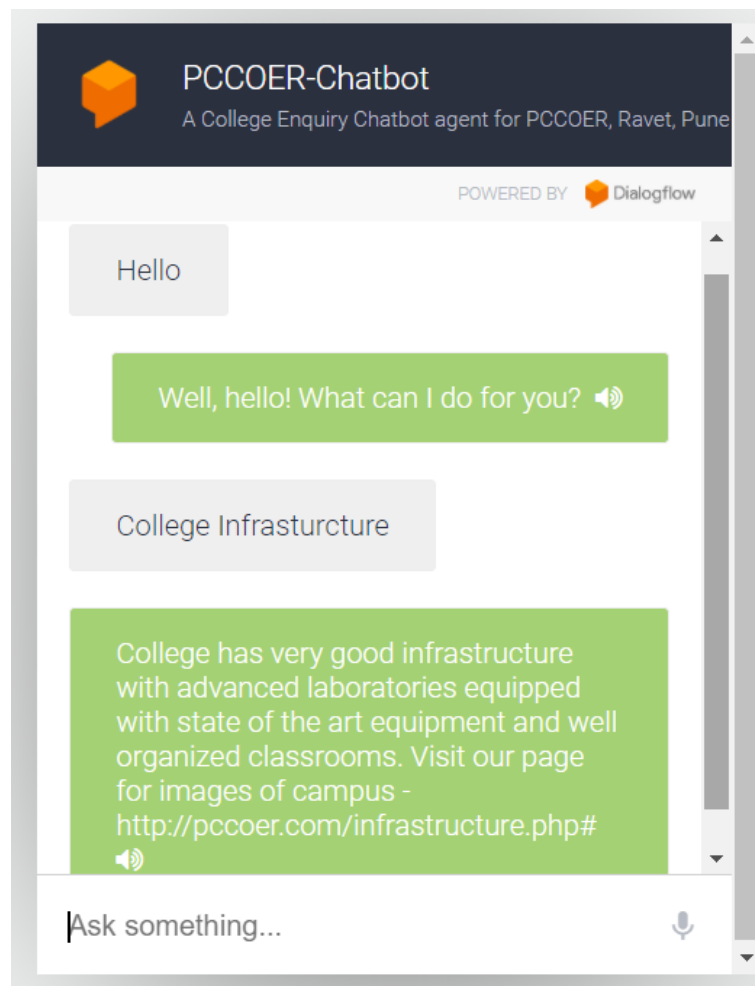 PCCOER-Chatbot
A College Enquiry Chatbot agent for PCCOER, Ravet, Pune
POWERED BY Dialogflow
Hello
Well, hello! What can I do for you?
College Infrasturcture
College has very good infrastructure
with advanced laboratories equipped
with state of the art equipment and well
organized classrooms. Visit our page
for images of campus -
http://pccoer.com/infrastructure.php#
Ask something...